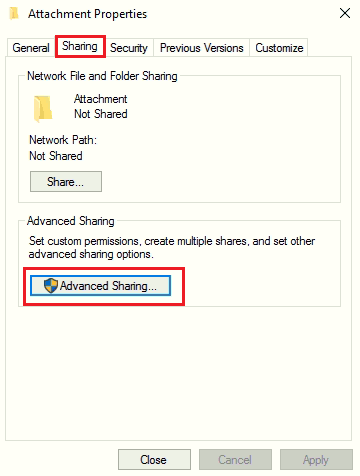 Attachment Properties
General Sharing Security Previous Versions Customize
Network File and Folder Sharing
Attachment
Not Shared
Network Path:
Not Shared
Share...
Advanced Sharing
Set custom permissions, create multiple shares, and set other
advanced sharing options.
Advanced Sharing...
Close Cancel Apply